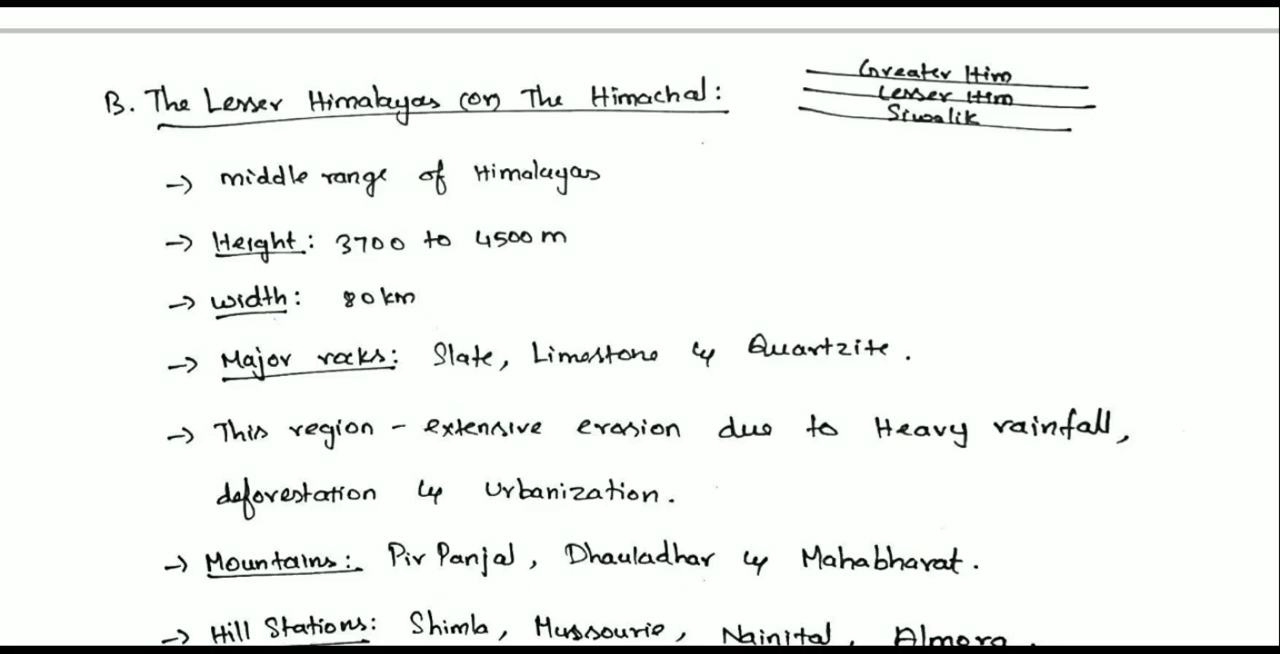 Greater Him
Lesser Him
Siwalik
B. The Lesser Himalayas (or) The Himachal:
→ middle range of Himalayas
→ Height: 3700 to 4500 m
→ width: 80 km
→ Major rocks: Slate, Limestone & Quartzite.
→ This region - extensive erosion due to Heavy rainfall,
deforestation & Urbanization.
→ Mountains: Pir Panjal, Dhauladhar & Mahabharat.
→ Hill Stations: Shimla, Mussourie, Nainital, Almora.